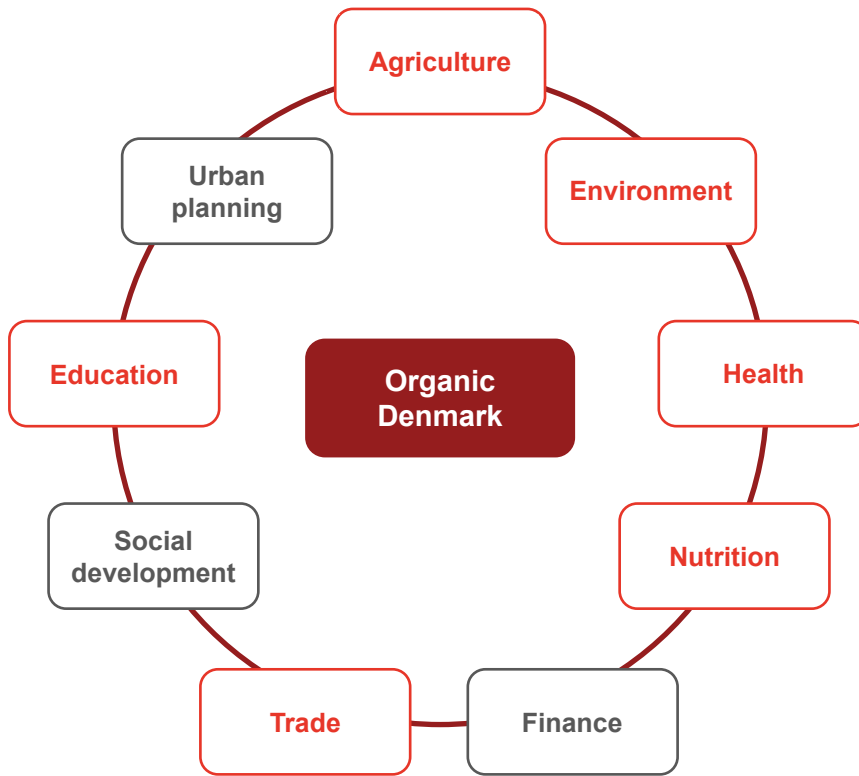 Agriculture
Urban
planning
Environment
Education
Organic
Denmark
Health
Social
development
Nutrition
Trade
Finance